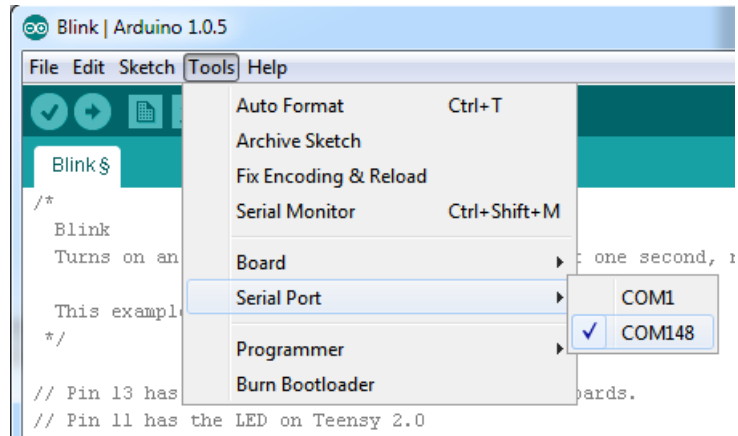 Blink | Arduino 1.0.5
File Edit Sketch Tools Help
Auto Format Ctrl+T
Archive Sketch
Blink§
Fix Encoding & Reload
/*
Serial Monitor Ctrl+Shift+M
Blink
Turns on an
Board
one second, r
Serial Port
COM1
This exampl
COM148
*/
Programmer
Burn Bootloader
// Pin 13 has
ards.
// Pin 11 has the LED on Teensy 2.0